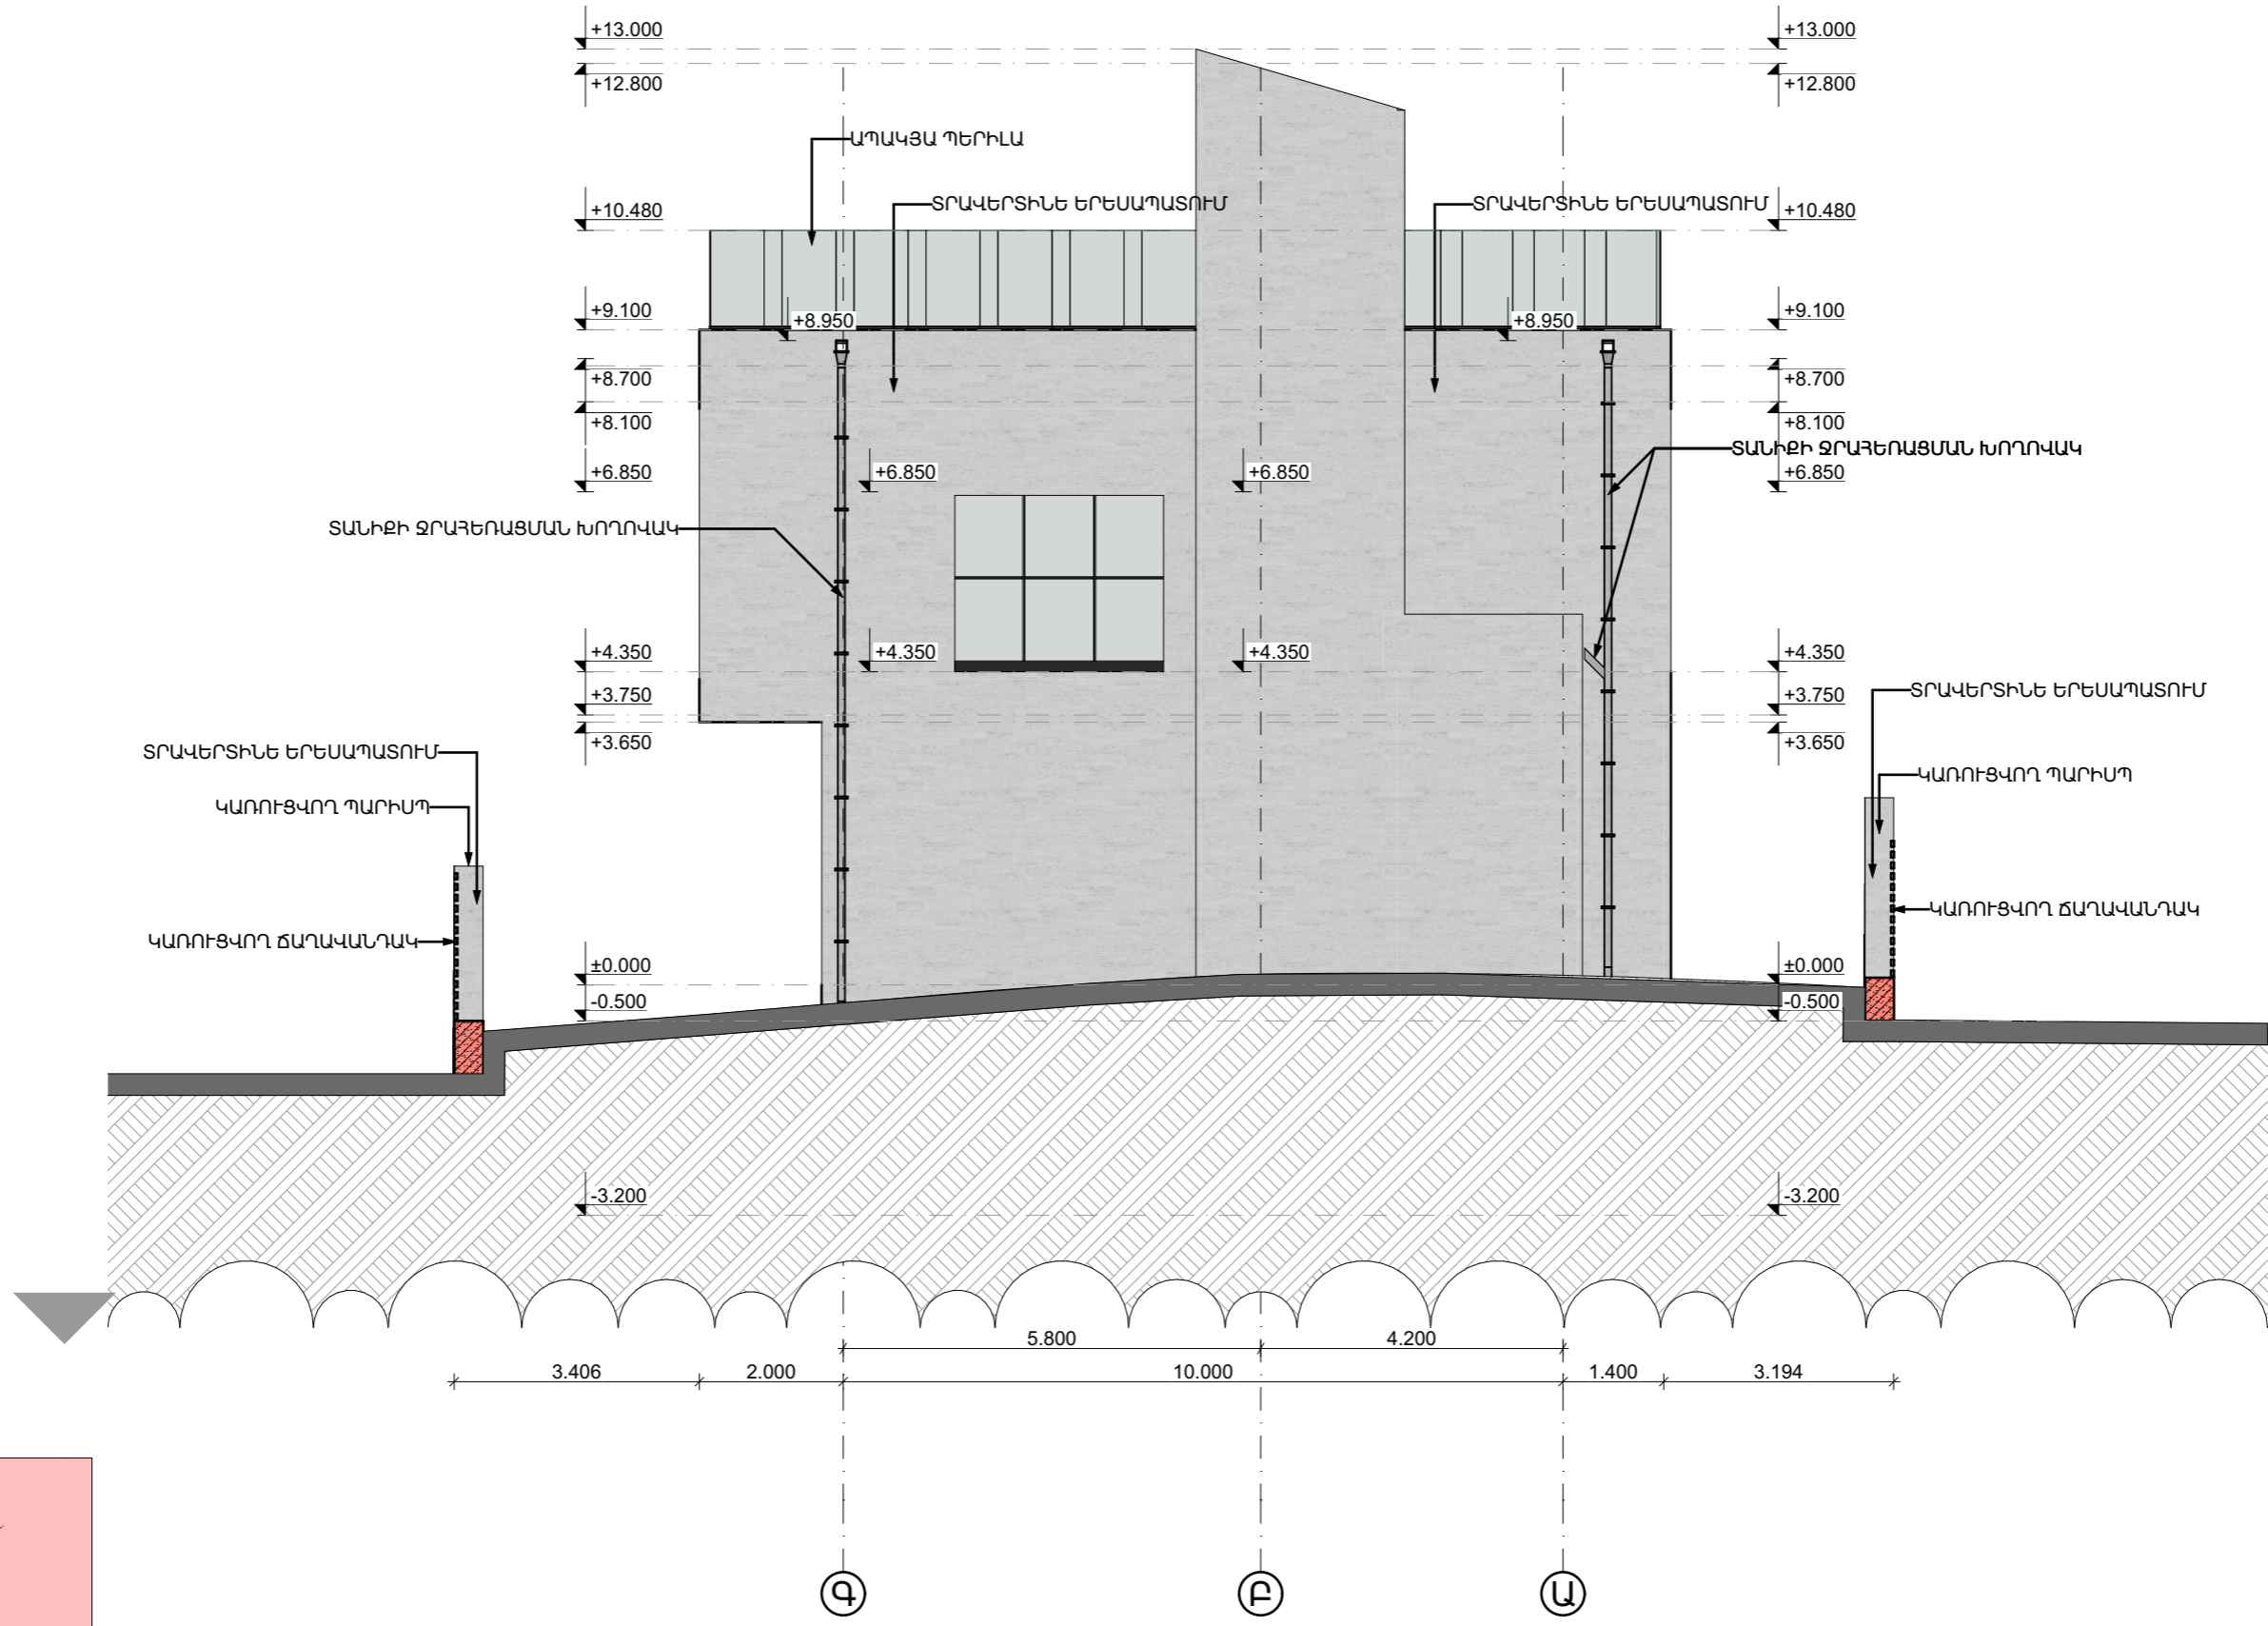 +13.000
+13.000
+12.800
+12.800
ԱՊԱԿՅԱ ՊԵՐԻԼԱ
ՏՐԱՎԵՐՏԻՆԵ ԵՐԵՍԱՊԱՏՈՒՄ
ՏՐԱՎԵՐՏԻՆԵ ԵՐԵՍԱՊԱՏՈՒՄ
+10.480
+10.480
+9.100
+8.950
+8.950
+9.100
+8.700
+8.700
+8.100
+8.100
ՏԱՆԻՔԻ ՋՐԱՀԵՌԱՑՄԱՆ ԽՈՂՈՎԱԿ
+6.850
+6.850
+6.850
+6.850
ՏԱՆԻՔԻ ՋՐԱՀԵՌԱՑՄԱՆ ԽՈՂՈՎԱԿ
+4.350
+4.350
+4.350
+4.350
+3.750
+3.750
ՏՐԱՎԵՐՏԻՆԵ ԵՐԵՍԱՊԱՏՈՒՄ
+3.650
+3.650
ՏՐԱՎԵՐՏԻՆԵ ԵՐԵՍԱՊԱՏՈՒՄ
ԿԱՌՈՒՑՎՈՂ ՊԱՐԻՍՊ
ԿԱՌՈՒՑՎՈՂ ՊԱՐԻՍՊ
ԿԱՌՈՒՑՎՈՂ ՃԱՂԱՎԱՆԴԱԿ
ԿԱՌՈՒՑՎՈՂ ՃԱՂԱՎԱՆԴԱԿ
±0.000
±0.000
-0.500
-0.500
-3.200
-3.200
5.800
4.200
3.406
2.000
10.000
1.400
3.194
Գ
Բ
Ա